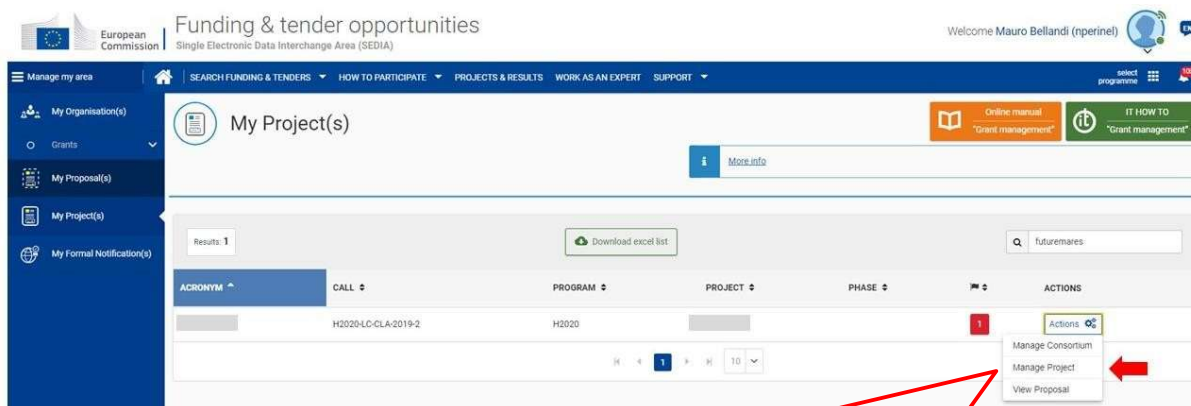 European
Commission
Funding & tender opportunities
Single Electronic Data Interchange Area (SEDIA)
Welcome Mauro Bellandi (nperinel)
EN
Manage my area
SEARCH FUNDING & TENDERS
HOW TO PARTICIPATE
PROJECTS & RESULTS
WORK AS AN EXPERT
SUPPORT
select
programme
My Organisation(s)
Grants
My Proposal(s)
My Project(s)
My Formal Notification(s)
My Project(s)
Online manual
"Grant management"
it
IT HOW TO
"Grant management"
i
More info
Results: 1
Download excel list
futuremares
ACRONYM
CALL
PROGRAM
PROJECT
PHASE
ACTIONS
H2020-LC-CLA-2019-2
H2020
1
Actions
Manage Consortium
Manage Project
View Proposal
1
10